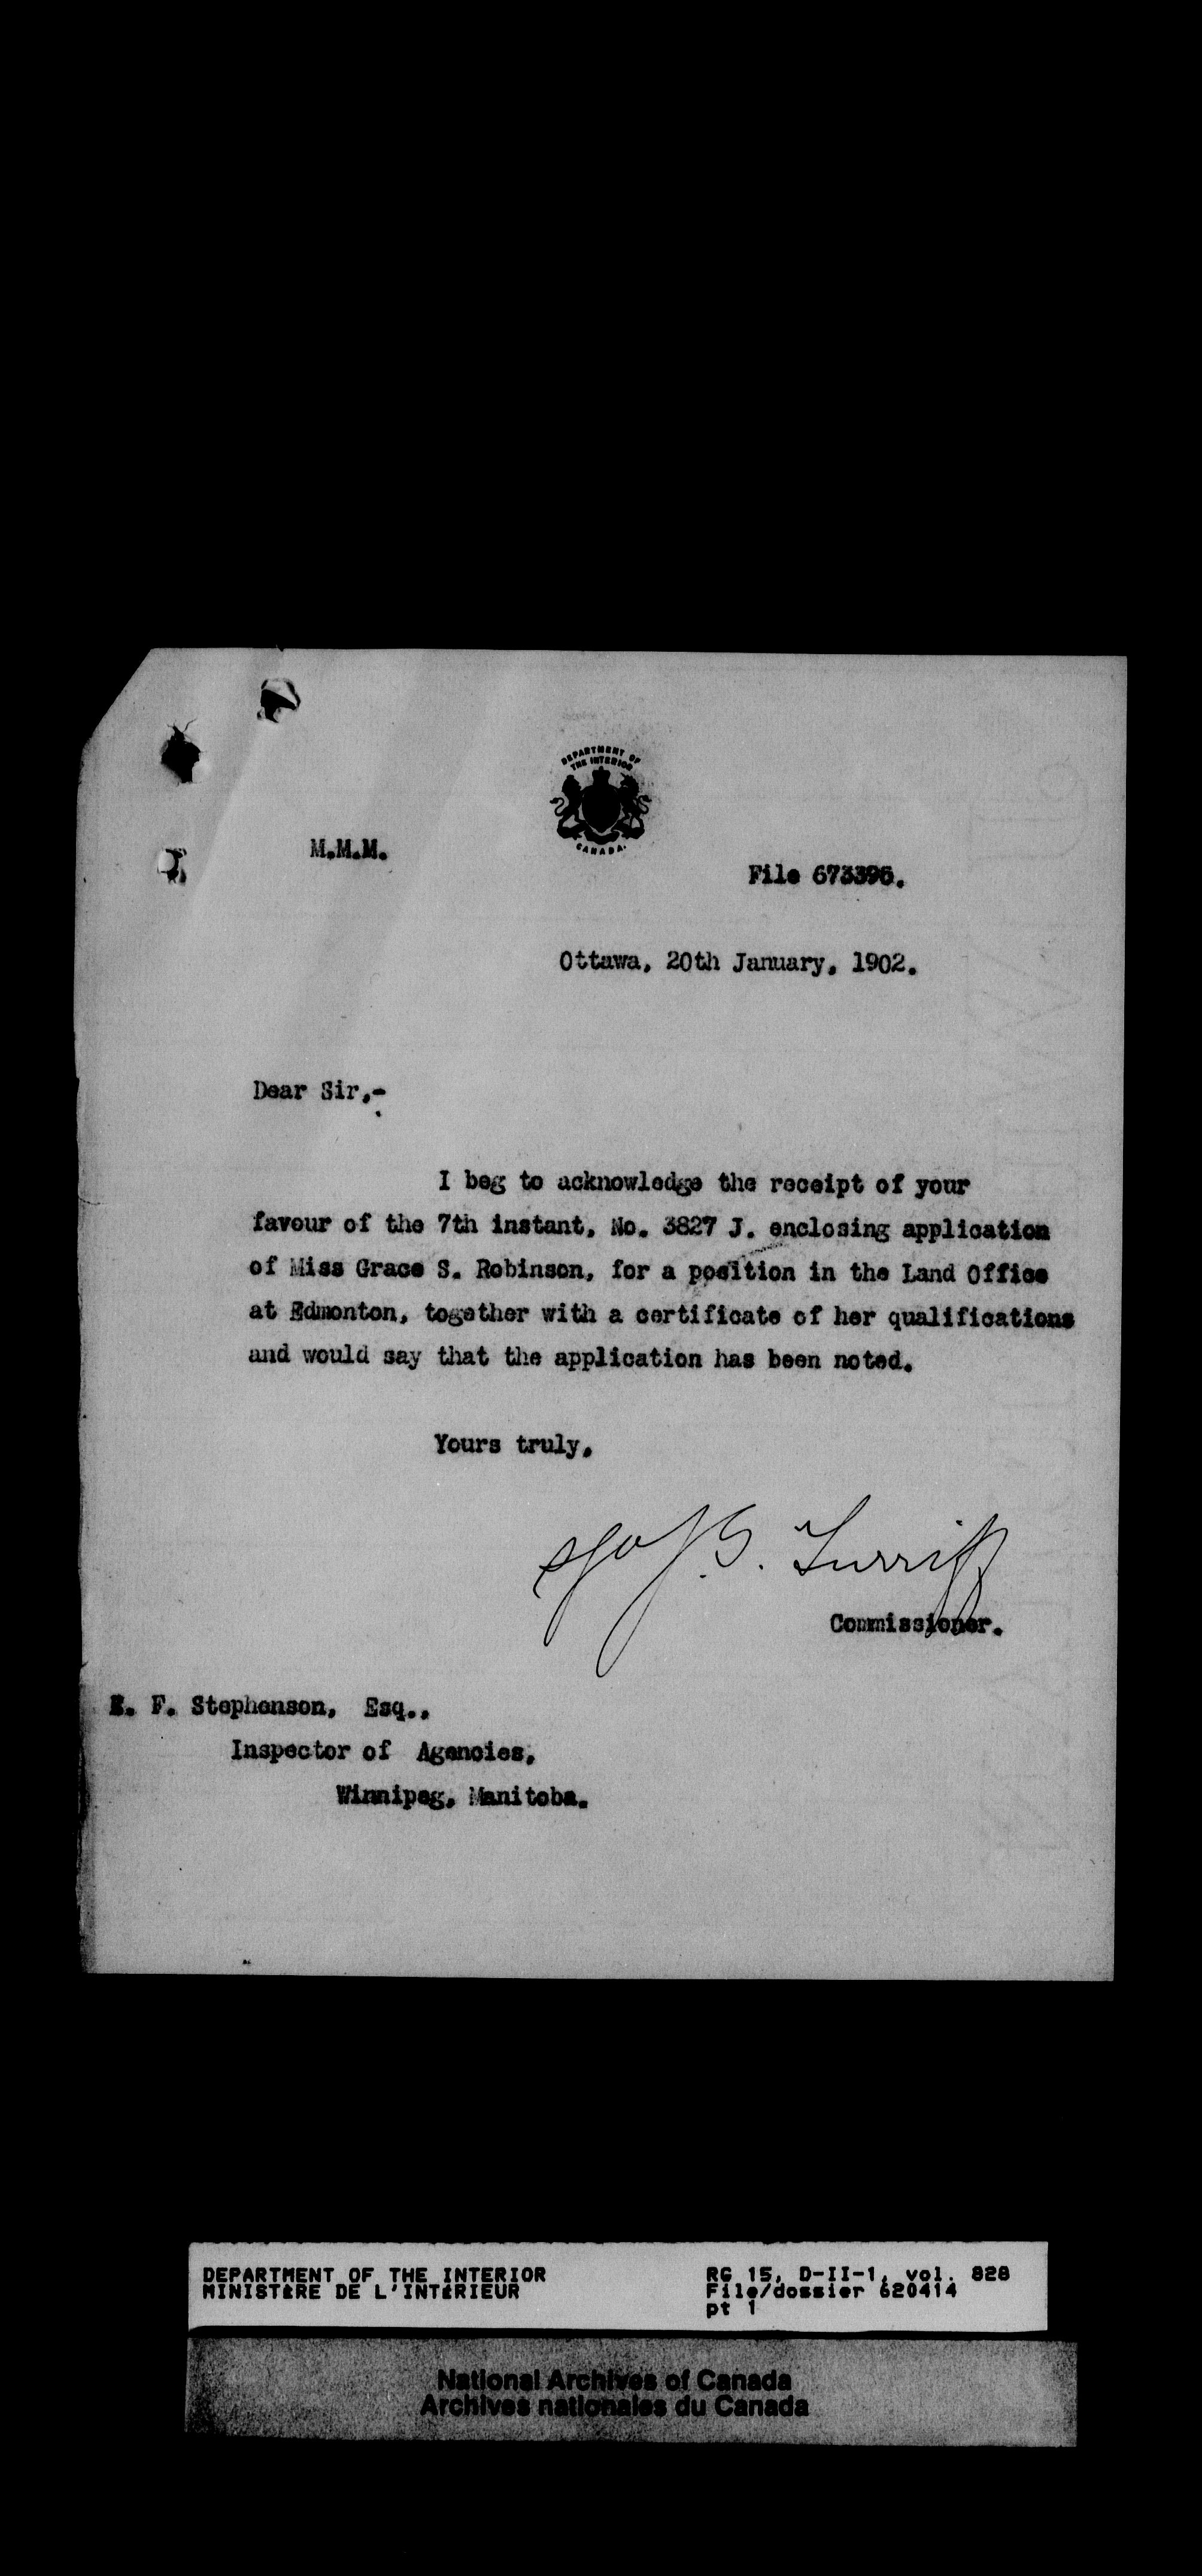 DEPARTMENT OF
THE INTERIOR
CANADA.
M.M.M.
File 673396.
Ottawa, 20th January, 1902.
Dear Sir,-
I beg to acknowledge the receipt of your
favour of the 7th instant, No. 3827 J. enclosing application
of Miss Grace S. Robinson, for a position in the Land Office
at Edmonton, together with a certificate of her qualifications
and would say that the application has been noted.
Yours truly,
J. G. Turriff
Commissioner.
E. F. Stephenson, Esq.,
Inspector of Agencies,
Winnipeg, Manitoba.
DEPARTMENT OF THE INTERIOR
MINISTÈRE DE L'INTÉRIEUR
RG 15, D-II-1, vol. 828
File/dossier 620414
pt 1
National Archives of Canada
Archives nationales du Canada